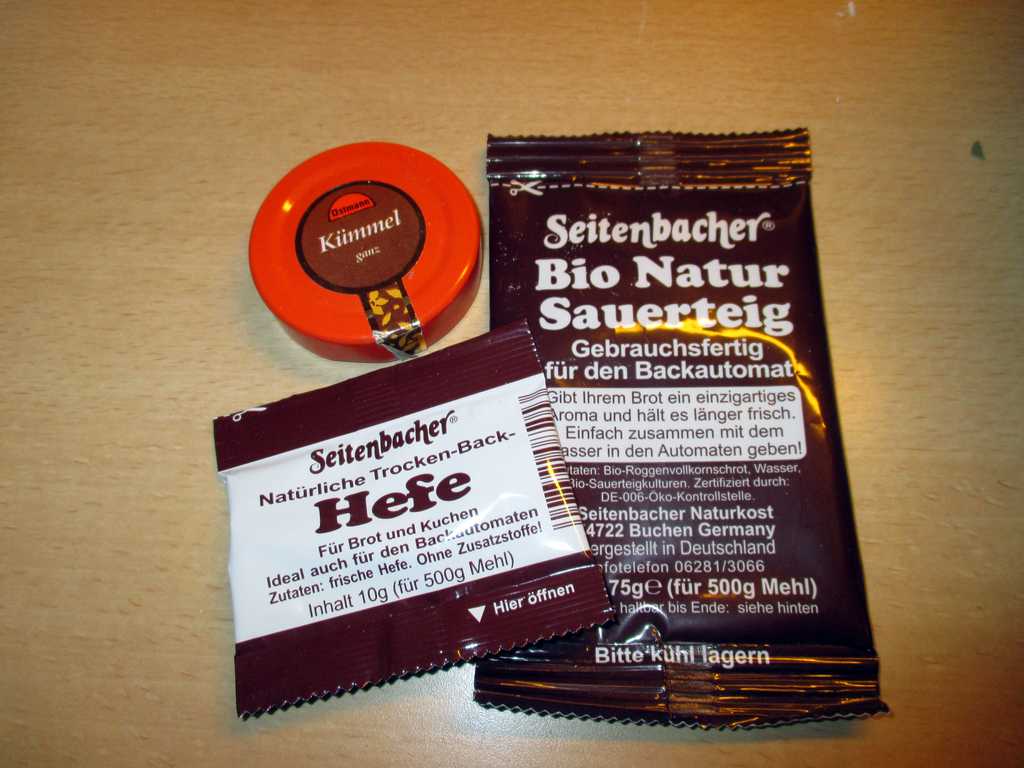 Ostmann
Kümmel
ganz
Seitenbacher®
Bio Natur
Sauerteig
Gebrauchsfertig
für den Backautomat
Gibt Ihrem Brot ein einzigartiges
Aroma und hält es länger frisch.
Einfach zusammen mit dem
asser in den Automaten geben!
utaten: Bio-Roggenvollkornschrot, Wasser,
Bio-Sauerteigkulturen. Zertifiziert durch:
DE-006-Öko-Kontrollstelle.
Seitenbacher Naturkost
4722 Buchen Germany
ergestellt in Deutschland
nfotelefon 06281/3066
75g℮ (für 500g Mehl)
haltbar bis Ende: siehe hinten
Bitte kühl lagern
Seitenbacher®
Natürliche Trocken-Back-
Hefe
Für Brot und Kuchen
Ideal auch für den Backautomaten
Zutaten: frische Hefe. Ohne Zusatzstoffe!
Inhalt 10g (für 500g Mehl)
Hier öffnen